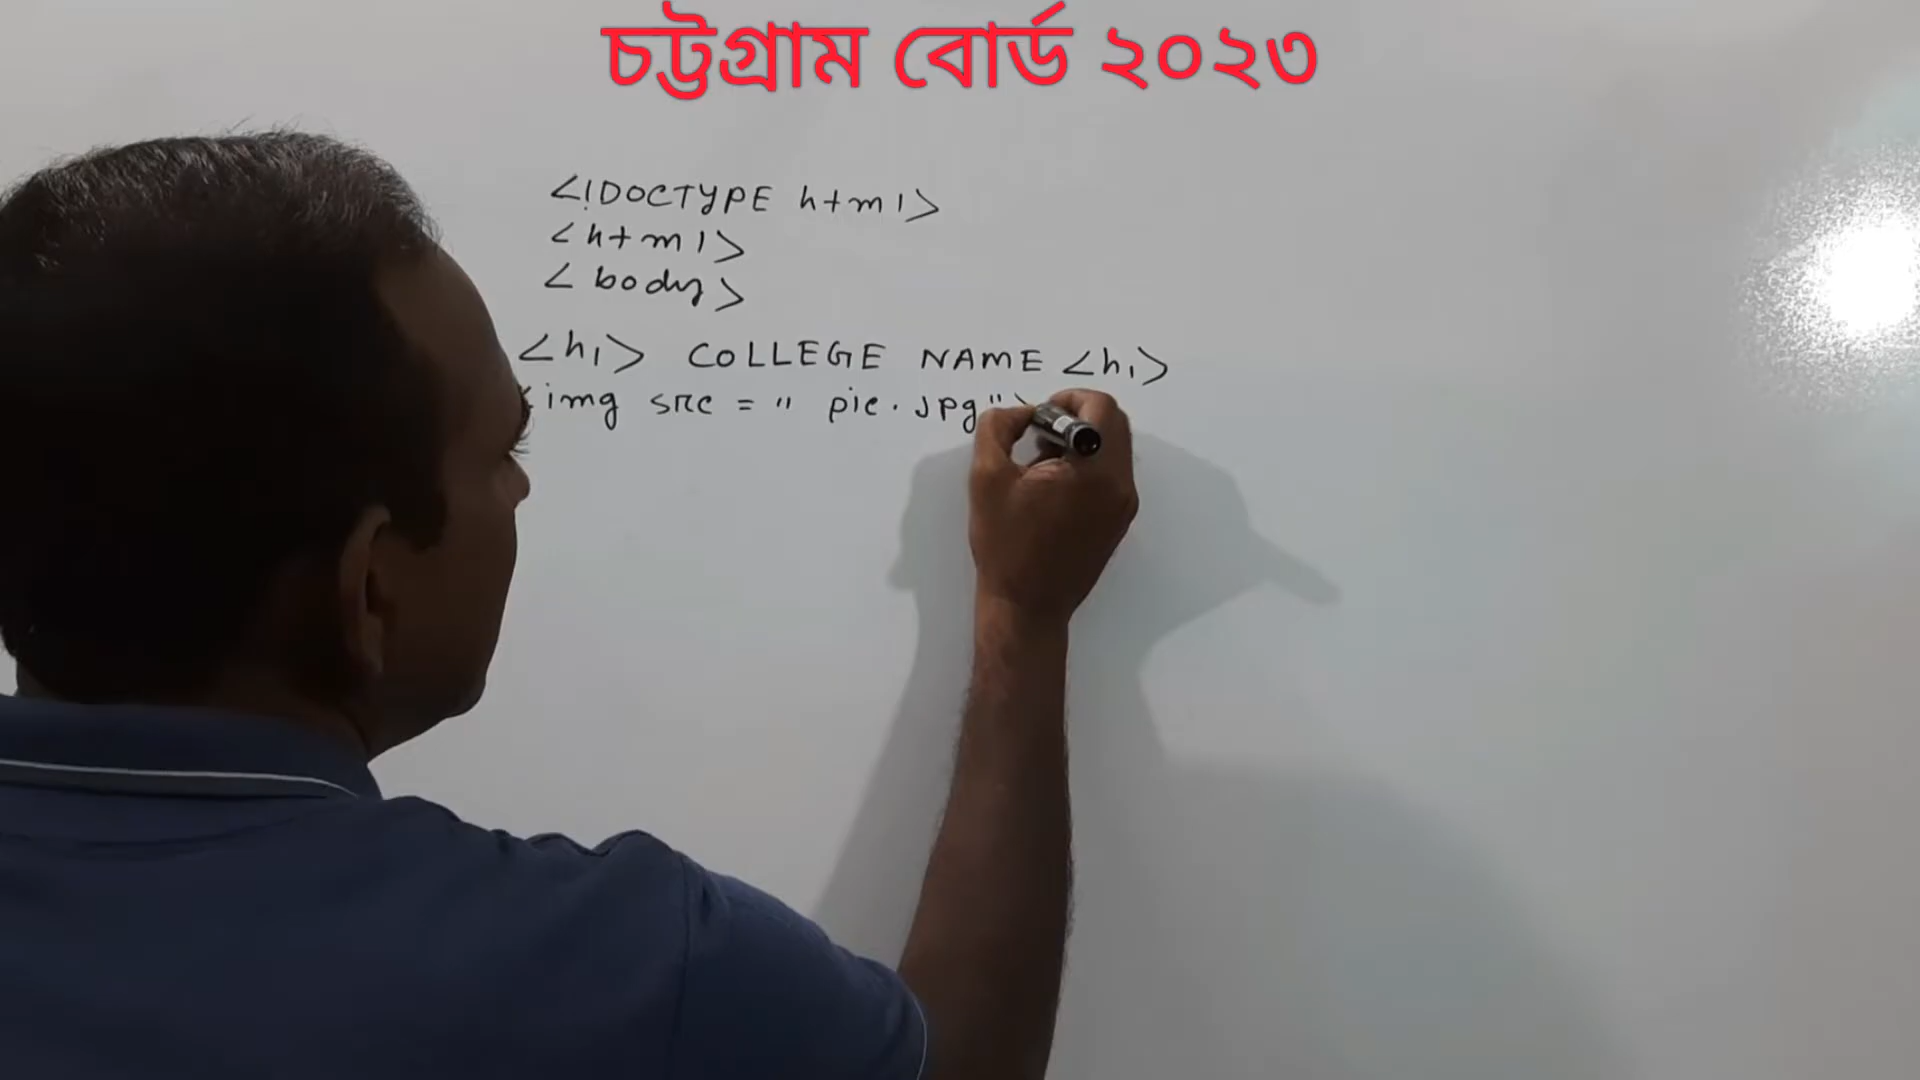 চট্টগ্রাম বোর্ড ২০২৩
<!DOCTYPE html>
<html>
<body>
<h1> COLLEGE NAME <h1>
<img src = " pic.jpg">